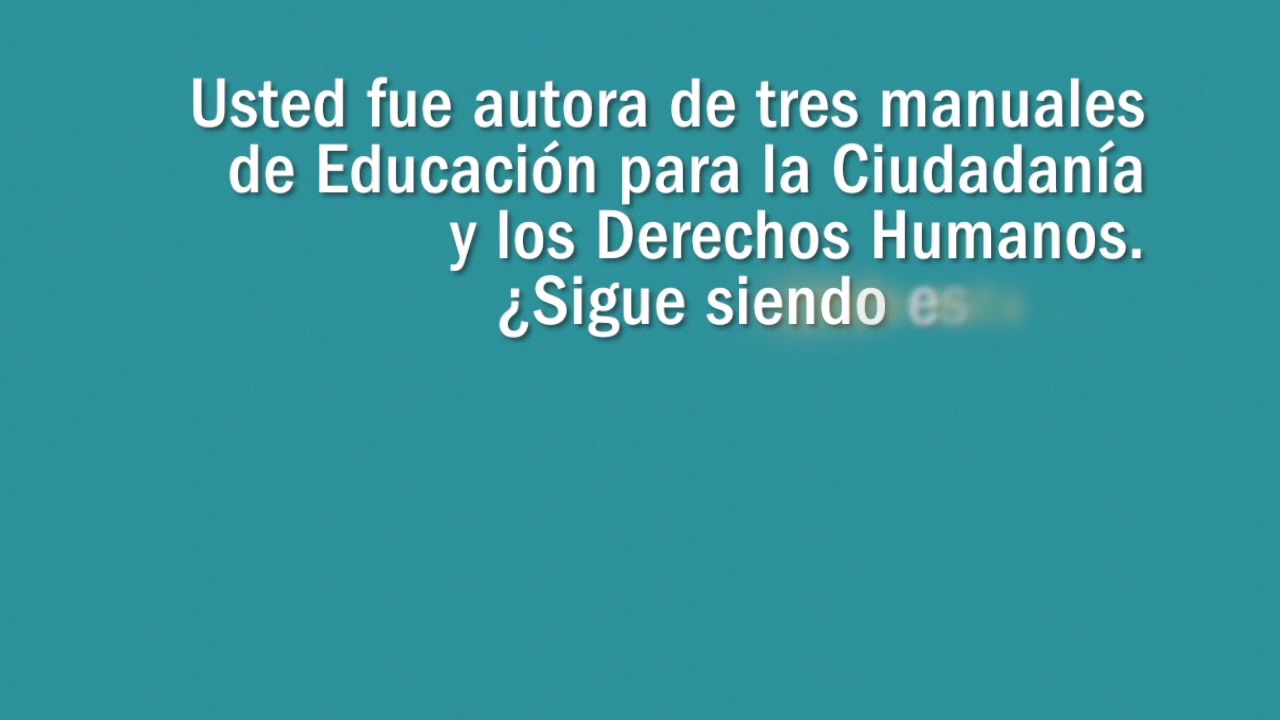 Usted fue autora de tres manuales
de Educación para la Ciudadanía
y los Derechos Humanos.
¿Sigue siendo